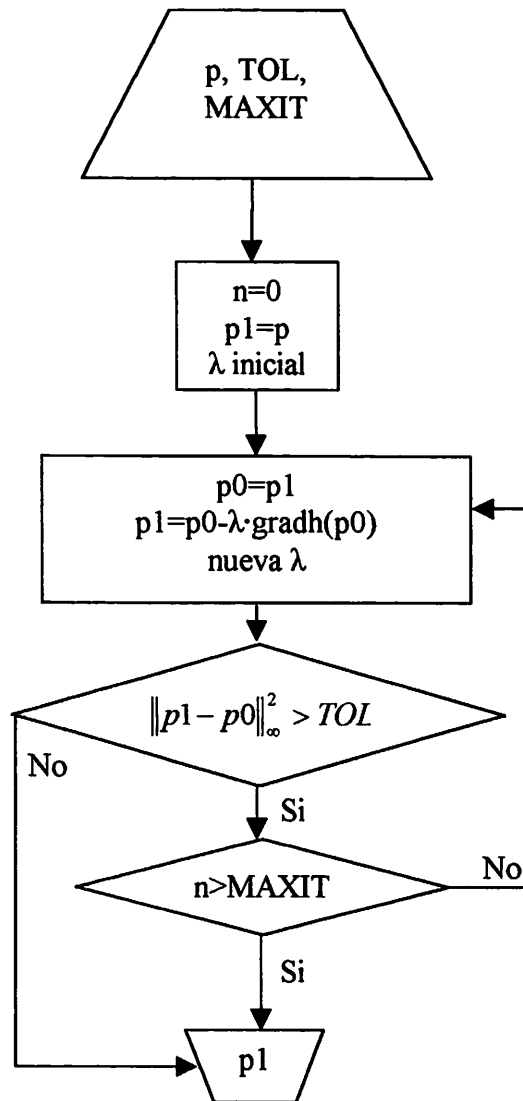 p, TOL,
MAXIT
n=0
p1=p
λ inicial
p0=p1
p1=p0-λ·gradh(p0)
nueva λ
‖p1 − p0‖²∞ > TOL
No
Si
n>MAXIT
No
Si
p1